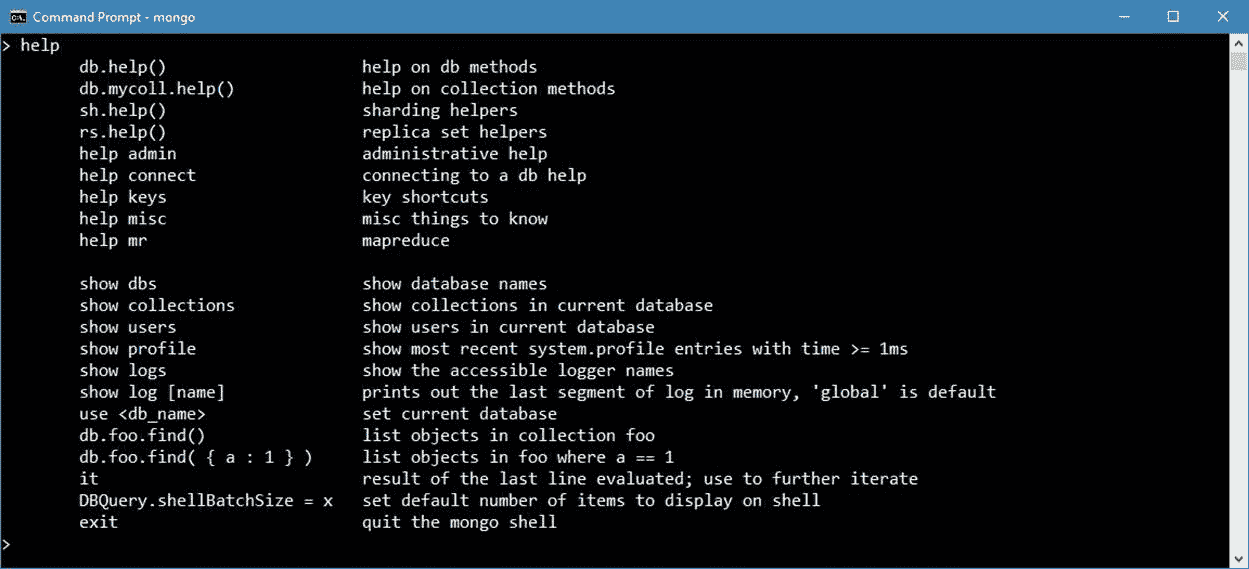 Command Prompt - mongo
> help
db.help() help on db methods
db.mycoll.help() help on collection methods
sh.help() sharding helpers
rs.help() replica set helpers
help admin administrative help
help connect connecting to a db help
help keys key shortcuts
help misc misc things to know
help mr mapreduce
show dbs show database names
show collections show collections in current database
show users show users in current database
show profile show most recent system.profile entries with time >= 1ms
show logs show the accessible logger names
show log [name] prints out the last segment of log in memory, 'global' is default
use <db_name> set current database
db.foo.find() list objects in collection foo
db.foo.find( { a : 1 } ) list objects in foo where a == 1
it result of the last line evaluated; use to further iterate
DBQuery.shellBatchSize = x set default number of items to display on shell
exit quit the mongo shell
>